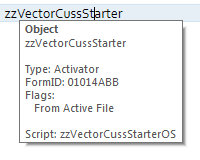 zzVectorCussStarter
Object
zzVectorCussStarter
Type: Activator
FormID: 01014ABB
Flags:
From Active File
Script: zzVectorCussStarterOS